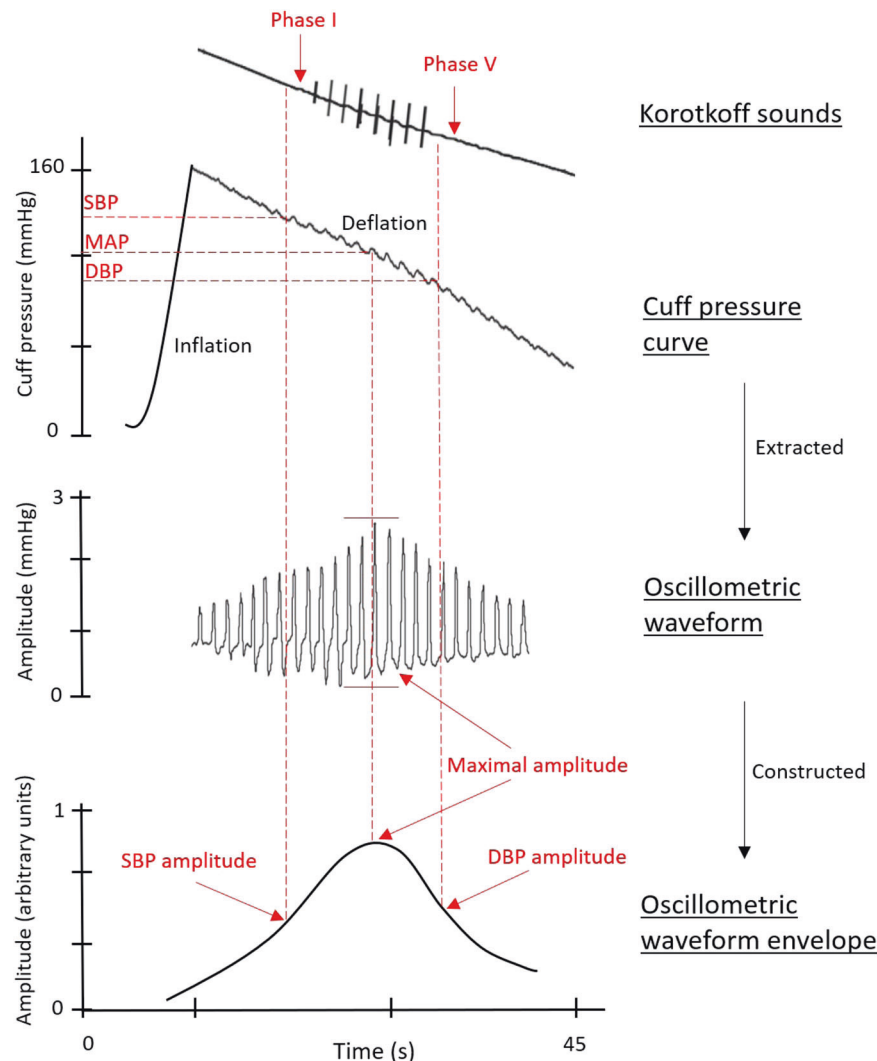 Phase I
Phase V
Korotkoff sounds
160
Cuff pressure (mmHg)
SBP
Deflation
MAP
DBP
Cuff pressure
curve
Inflation
0
Extracted
3
Amplitude (mmHg)
Oscillometric
waveform
0
Maximal amplitude
Constructed
1
Amplitude (arbitrary units)
SBP amplitude
DBP amplitude
Oscillometric
waveform envelope
0
0
Time (s)
45